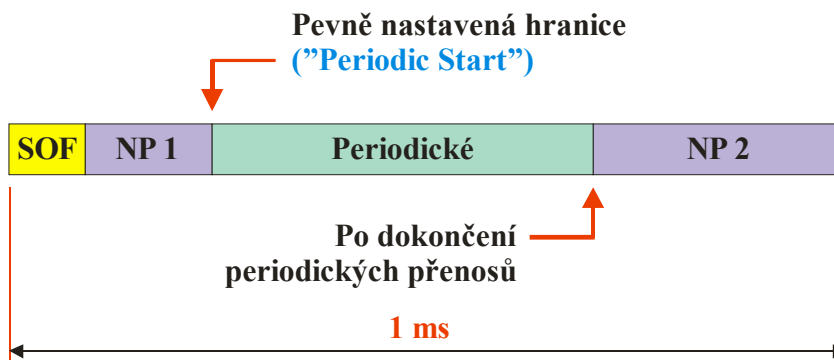 Pevně nastavená hranice
(”Periodic Start”)
SOF NP 1 Periodické NP 2
Po dokončení
periodických přenosů
1 ms